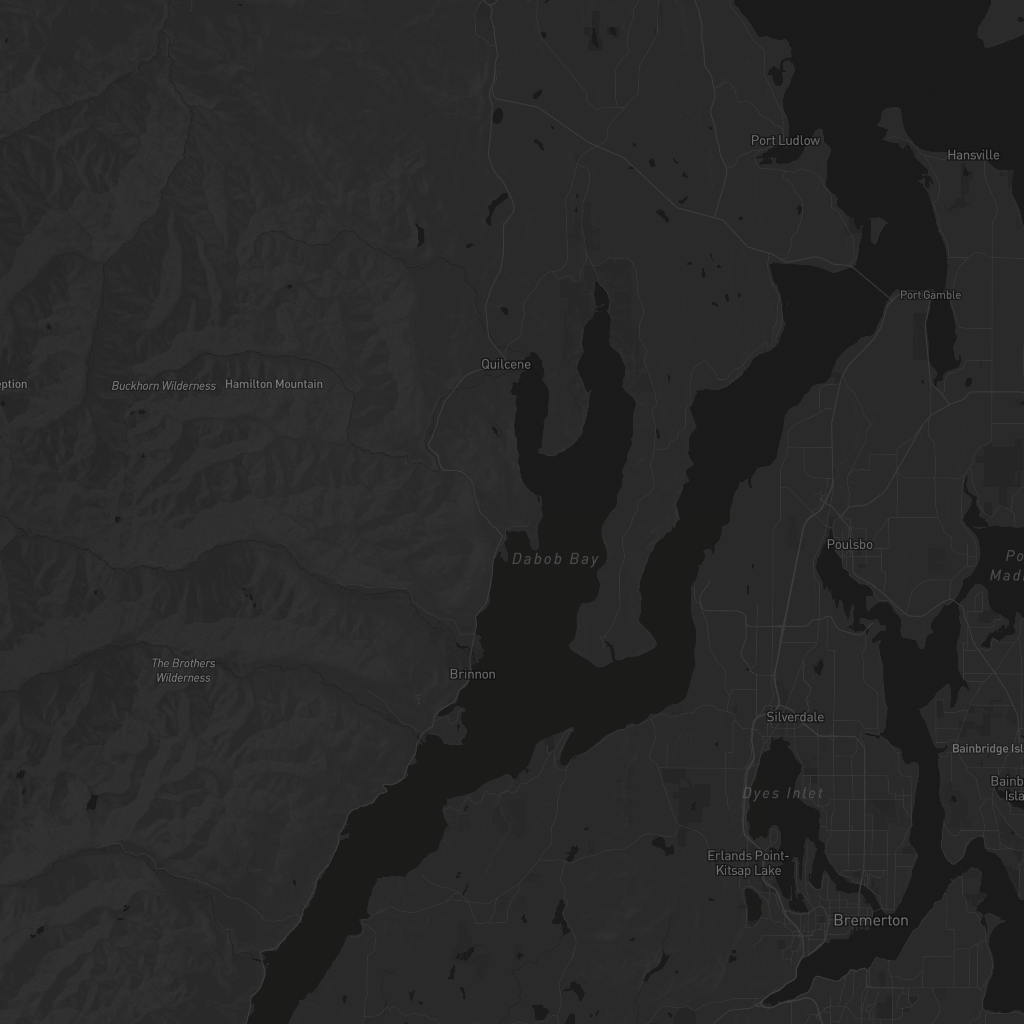 Port Ludlow
Hansville
Port Gamble
Quilcene
eption
Buckhorn Wilderness
Hamilton Mountain
Poulsbo
Dabob Bay
Po
Mad
The Brothers
Wilderness
Brinnon
Silverdale
Bainbridge Isl
Bainb
Isla
Dyes Inlet
Erlands Point-
Kitsap Lake
Bremerton